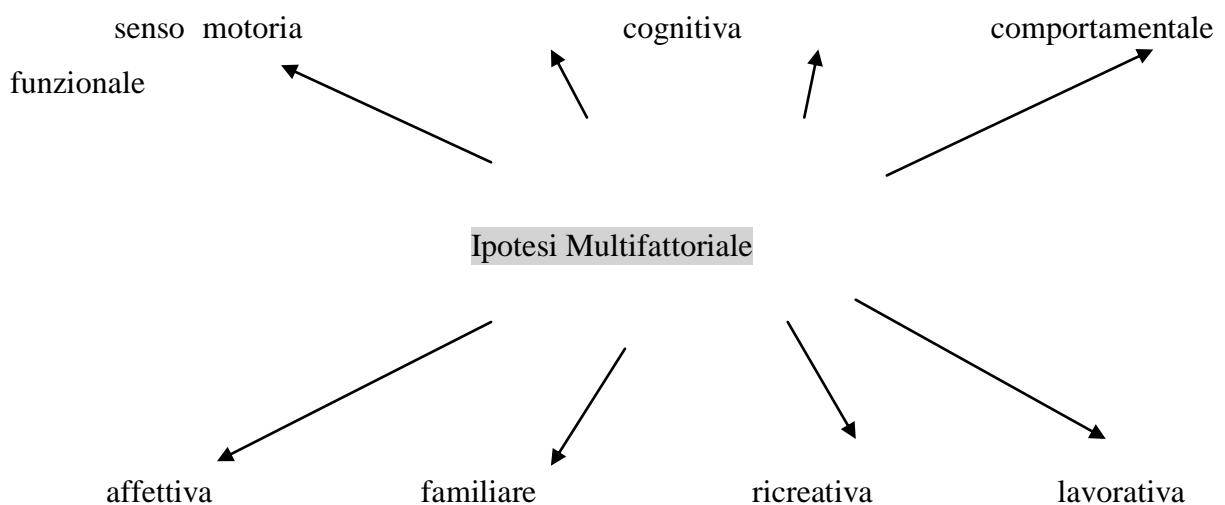 senso motoria cognitiva comportamentale
funzionale
Ipotesi Multifattoriale
affettiva familiare ricreativa lavorativa